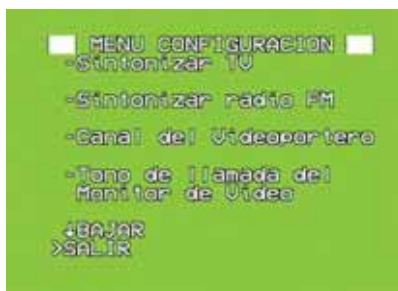 MENU CONFIGURACION
-Sintonizar TV
-Sintonizar radio FM
-Canal del Videoportero
-Tono de llamada del
Monitor de Video
↓BAJAR
>SALIR